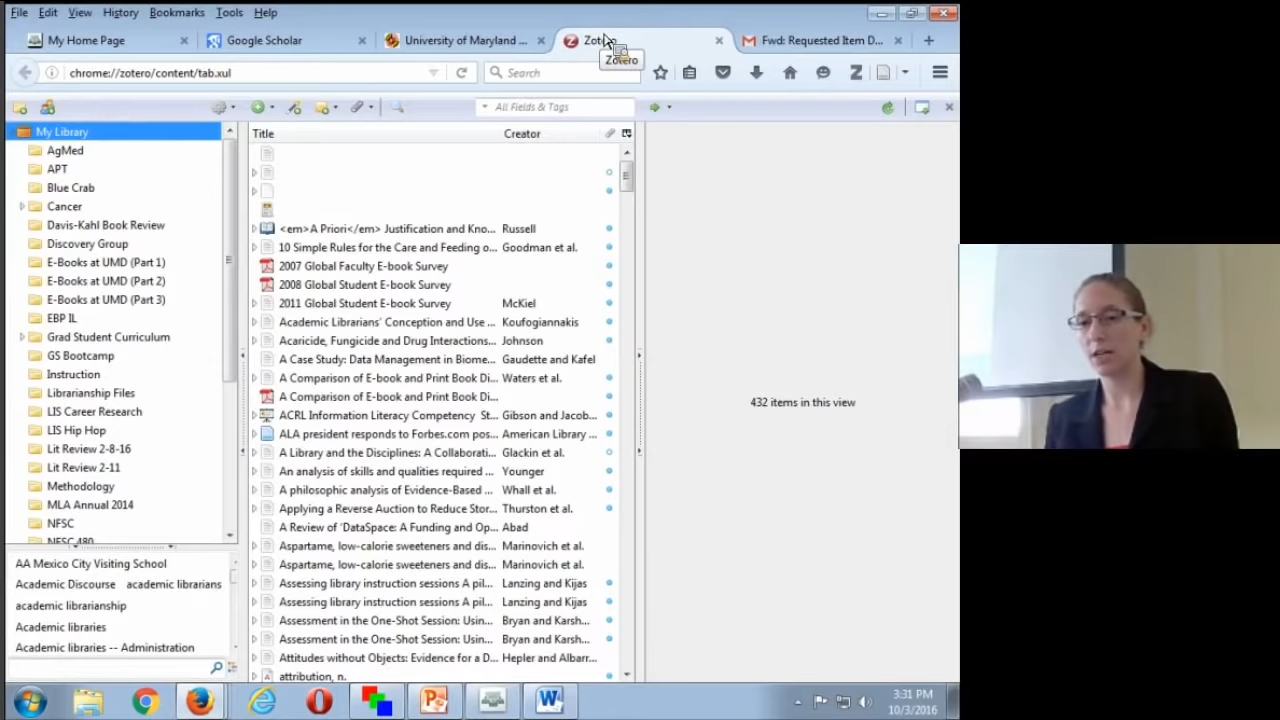 File Edit View History Bookmarks Tools Help
My Home Page
Google Scholar
University of Maryland ...
Zotero
Fwd: Requested Item D...
chrome://zotero/content/tab.xul
Search
Zotero
All Fields & Tags
My Library
AgMed
APT
Blue Crab
Cancer
Davis-Kahl Book Review
Discovery Group
E-Books at UMD (Part 1)
E-Books at UMD (Part 2)
E-Books at UMD (Part 3)
EBP IL
Grad Student Curriculum
GS Bootcamp
Instruction
Librarianship Files
LIS Career Research
LIS Hip Hop
Lit Review 2-8-16
Lit Review 2-11
Methodology
MLA Annual 2014
NFSC
NFSC 480
AA Mexico City Visiting School
Academic Discourse academic librarians
academic librarianship
Academic libraries
Academic libraries -- Administration
Title Creator
<em>A Priori</em> Justification and Kno... Russell
10 Simple Rules for the Care and Feeding o... Goodman et al.
2007 Global Faculty E-book Survey
2008 Global Student E-book Survey
2011 Global Student E-book Survey McKiel
Academic Librarians' Conception and Use ... Koufogiannakis
Acaricide, Fungicide and Drug Interactions... Johnson
A Case Study: Data Management in Biome... Gaudette and Kafel
A Comparison of E-book and Print Book Di... Waters et al.
A Comparison of E-book and Print Book Di...
ACRL Information Literacy Competency St... Gibson and Jacob...
ALA president responds to Forbes.com pos... American Library ...
A Library and the Disciplines: A Collaborati... Glackin et al.
An analysis of skills and qualities required ... Younger
A philosophic analysis of Evidence-Based ... Whall et al.
Applying a Reverse Auction to Reduce Stor... Thurston et al.
A Review of 'DataSpace: A Funding and Op... Abad
Aspartame, low-calorie sweeteners and dis... Marinovich et al.
Aspartame, low-calorie sweeteners and dis... Marinovich et al.
Assessing library instruction sessions A pil... Lanzing and Kijas
Assessing library instruction sessions A pil... Lanzing and Kijas
Assessment in the One-Shot Session: Usin... Bryan and Karsh...
Assessment in the One-Shot Session: Usin... Bryan and Karsh...
Attitudes without Objects: Evidence for a D... Hepler and Albarr...
attribution, n.
432 items in this view
3:31 PM
10/3/2016